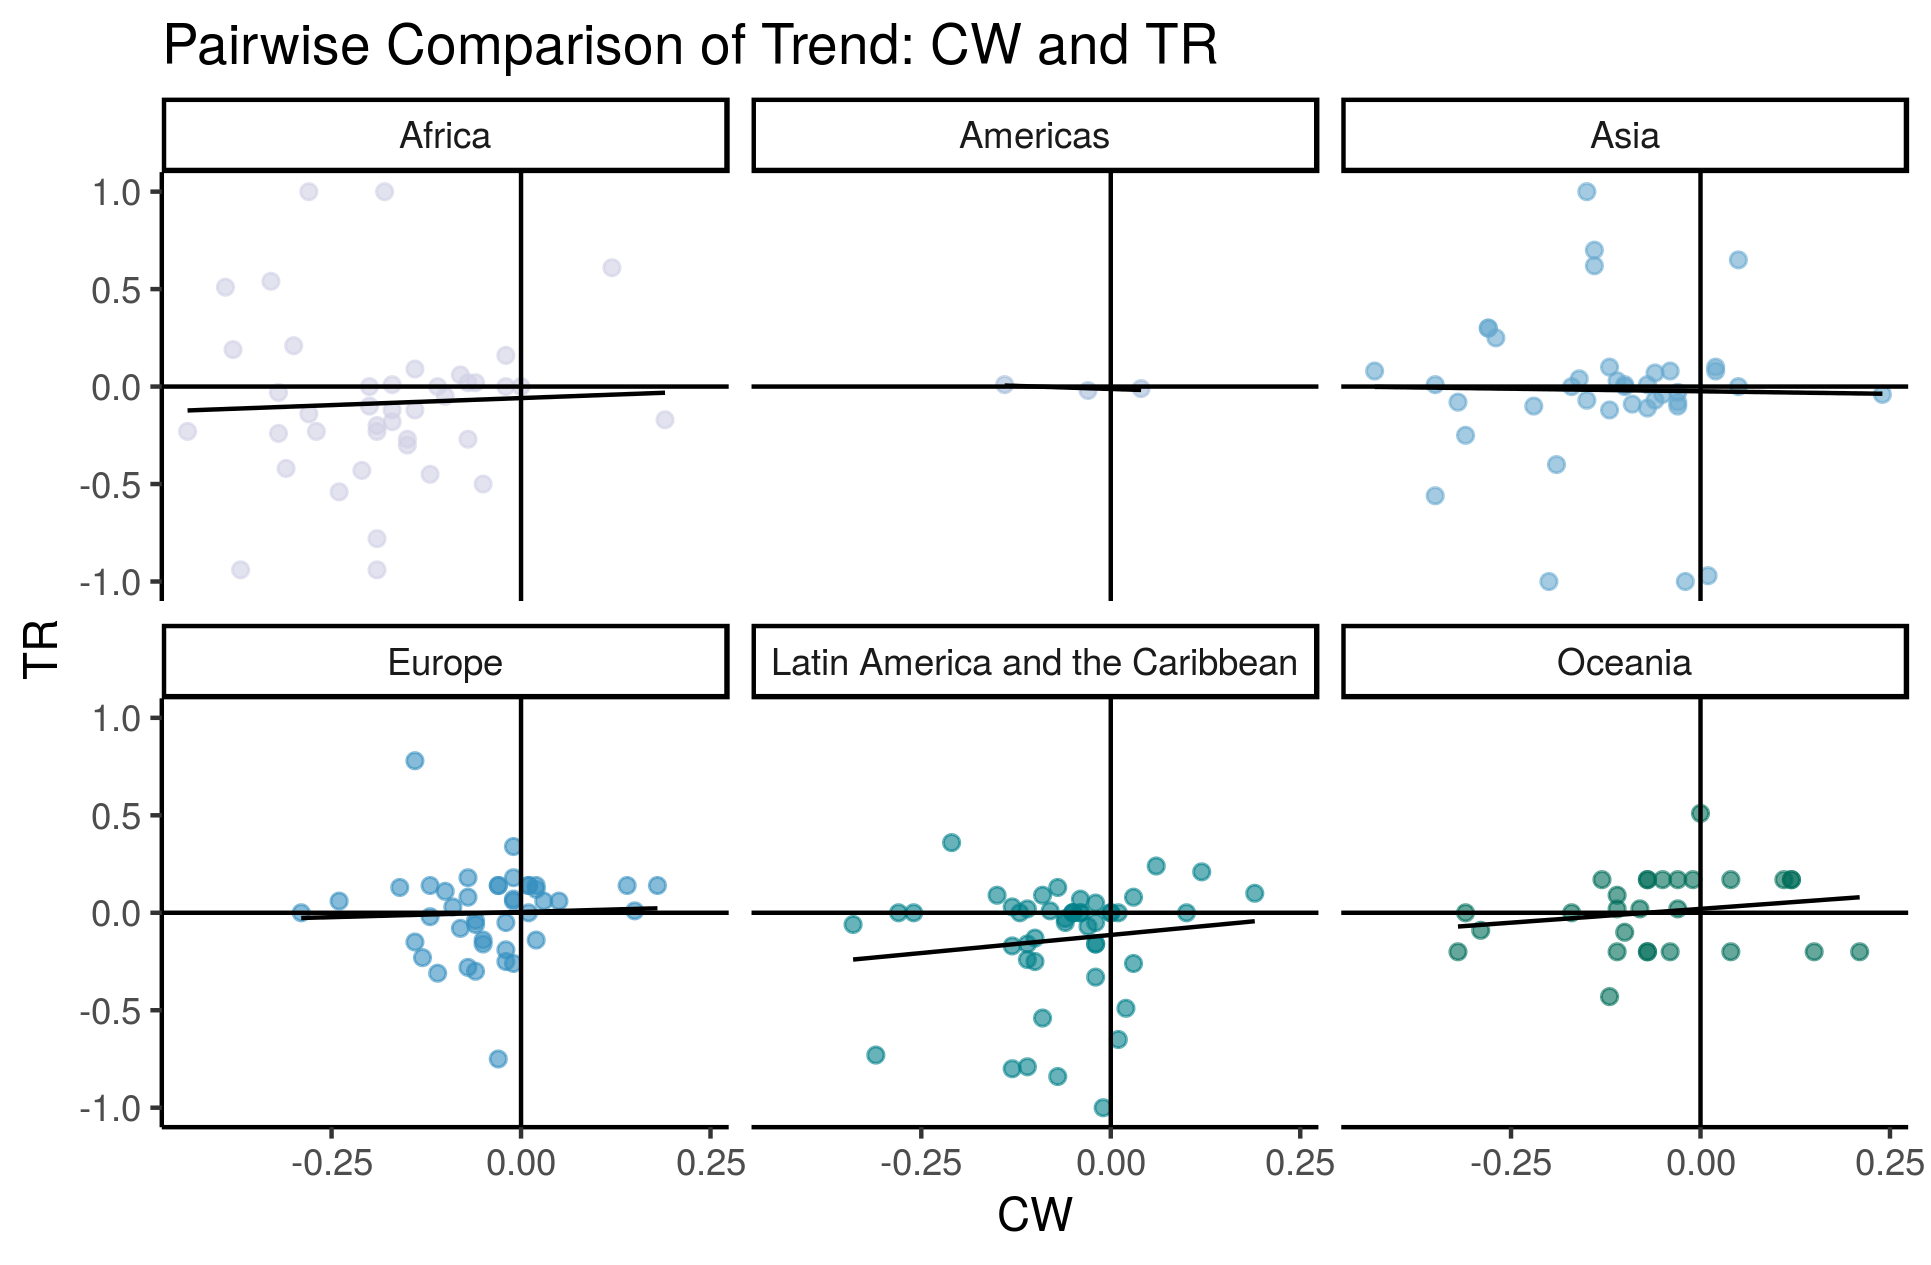 Pairwise Comparison of Trend: CW and TR
Africa
Americas
Asia
1.0
0.5
0.0
-0.5
-1.0
TR
Europe
Latin America and the Caribbean
Oceania
1.0
0.5
0.0
-0.5
-1.0
-0.25 0.00 0.25 -0.25 0.00 0.25 -0.25 0.00 0.25
CW